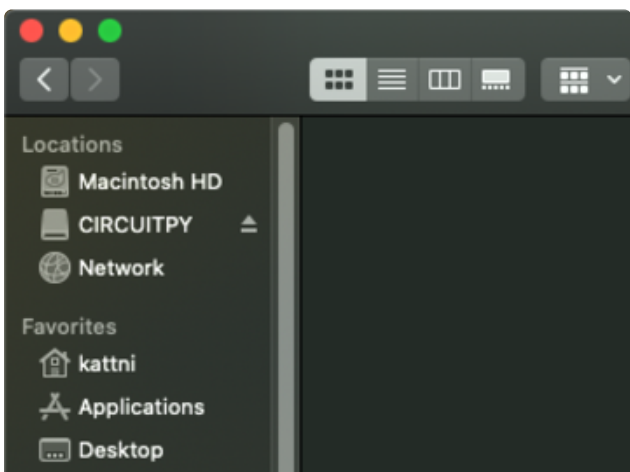 Locations
Macintosh HD
CIRCUITPY
Network
Favorites
kattni
Applications
Desktop